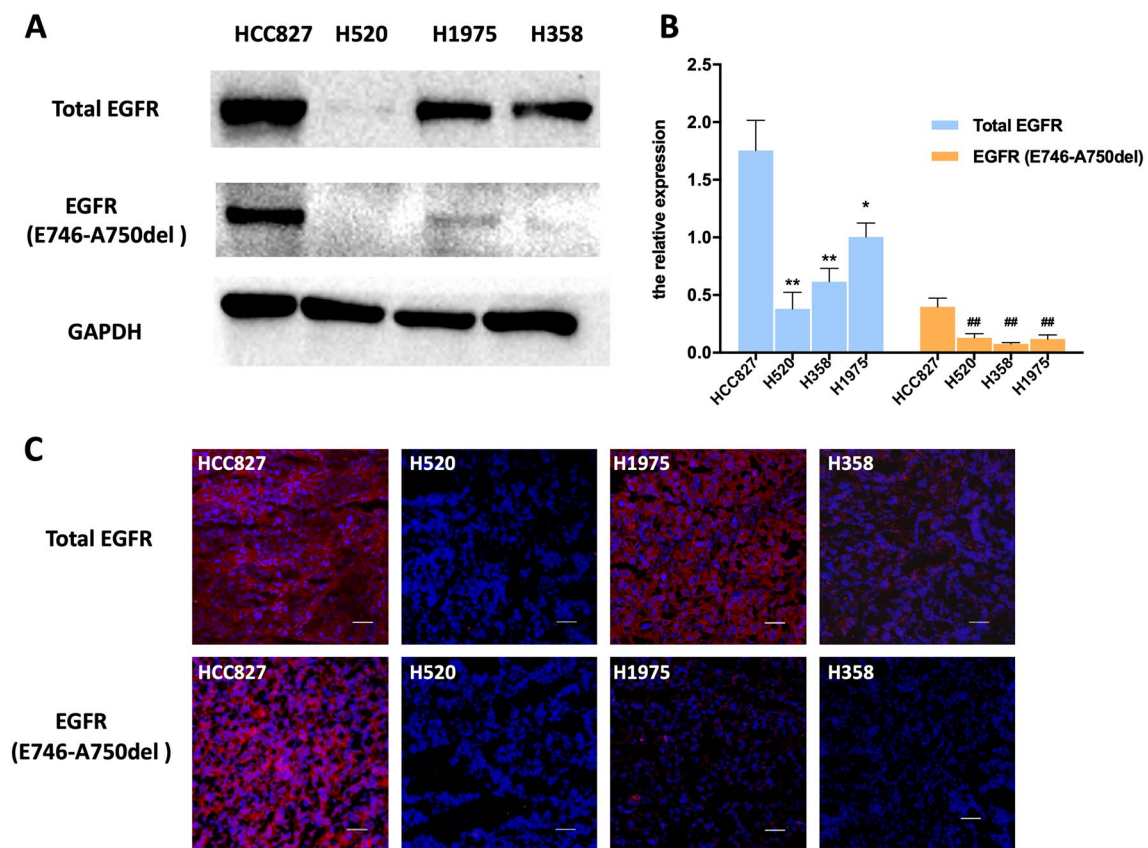 A
HCC827 H520 H1975 H358
Total EGFR
EGFR
(E746-A750del )
GAPDH
B
2.5
2.0
1.5
1.0
0.5
0.0
the relative expression
Total EGFR
EGFR (E746-A750del)
** ** *
## ## ##
HCC827 H520 H358 H1975 HCC827 H520 H358 H1975
C
HCC827 H520 H1975 H358
Total EGFR
HCC827 H520 H1975 H358
EGFR
(E746-A750del )